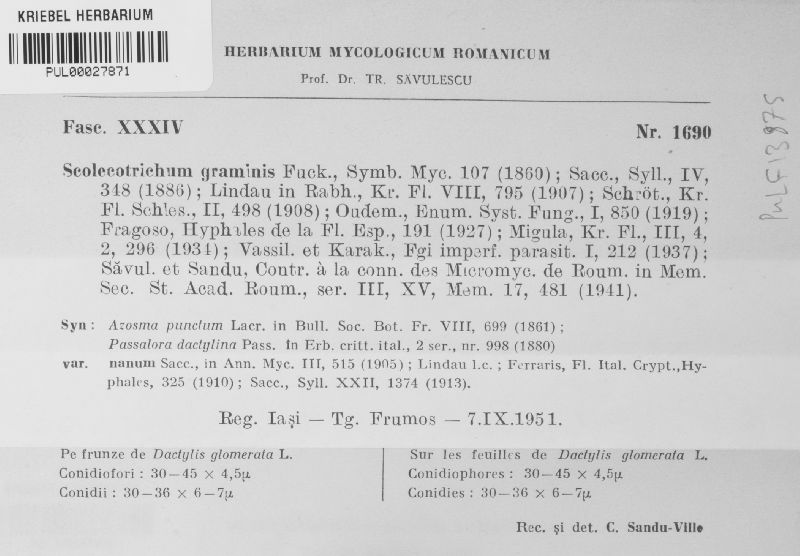 KRIEBEL HERBARIUM
PUL00027871
HERBARIUM MYCOLOGICUM ROMANICUM
Prof. Dr. TR. SĂVULESCU
Fasc. XXXIV
Nr. 1690
PuLF13875
Scolecotrichum graminis Fuck., Symb. Myc. 107 (1860) ; Sacc., Syll., IV,
348 (1886) ; Lindau in Rabh., Kr. Fl. VIII, 795 (1907) ; Schröt., Kr.
Fl. Schles., II, 498 (1908) ; Oudem., Enum. Syst. Fung., I, 850 (1919) ;
Fragoso, Hyphales de la Fl. Esp., 191 (1927) ; Migula, Kr. Fl., III, 4,
2, 296 (1934) ; Vassil. et Karak., Fgi imperf. parasit. I, 212 (1937) ;
Săvul. et Sandu, Contr. à la conn. des Micromyc. de Roum. in Mem.
Sec. St. Acad. Roum., ser. III, XV, Mem. 17, 481 (1941).
Syn : Azosma punctum Lacr. in Bull. Soc. Bot. Fr. VIII, 699 (1861) ;
Passalora dactylina Pass. in Erb. critt. ital., 2 ser., nr. 998 (1880)
var. nanum Sacc., in Ann. Myc. III, 515 (1905) ; Lindau l.c. ; Ferraris, Fl. Ital. Crypt.,Hy-
phales, 325 (1910) ; Sacc., Syll. XXII, 1374 (1913).
Reg. Iași — Tg. Frumos — 7.IX.1951.
Pe frunze de Dactylis glomerata L.
Conidiofori : 30—45 × 4,5μ
Conidii : 30—36 × 6—7μ
Sur les feuilles de Dactylis glomerata L.
Conidiophores : 30—45 × 4,5μ
Conidies : 30—36 × 6—7μ
Rec. și det. C. Sandu-Ville